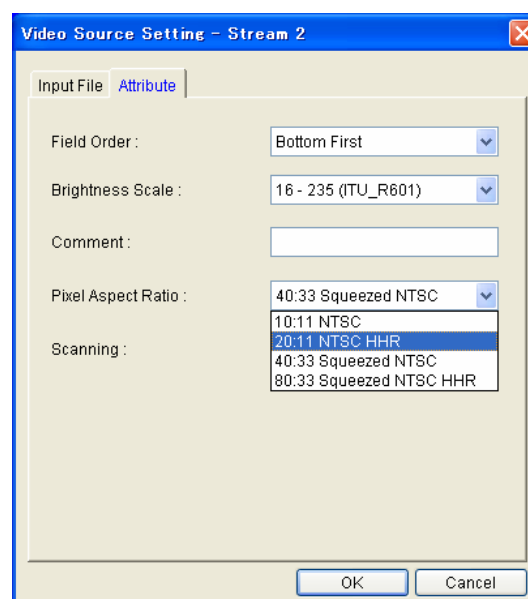 Video Source Setting - Stream 2
Input File Attribute
Field Order : Bottom First
Brightness Scale : 16 - 235 (ITU_R601)
Comment :
Pixel Aspect Ratio : 40:33 Squeezed NTSC
10:11 NTSC
20:11 NTSC HHR
Scanning :
40:33 Squeezed NTSC
80:33 Squeezed NTSC HHR
OK Cancel